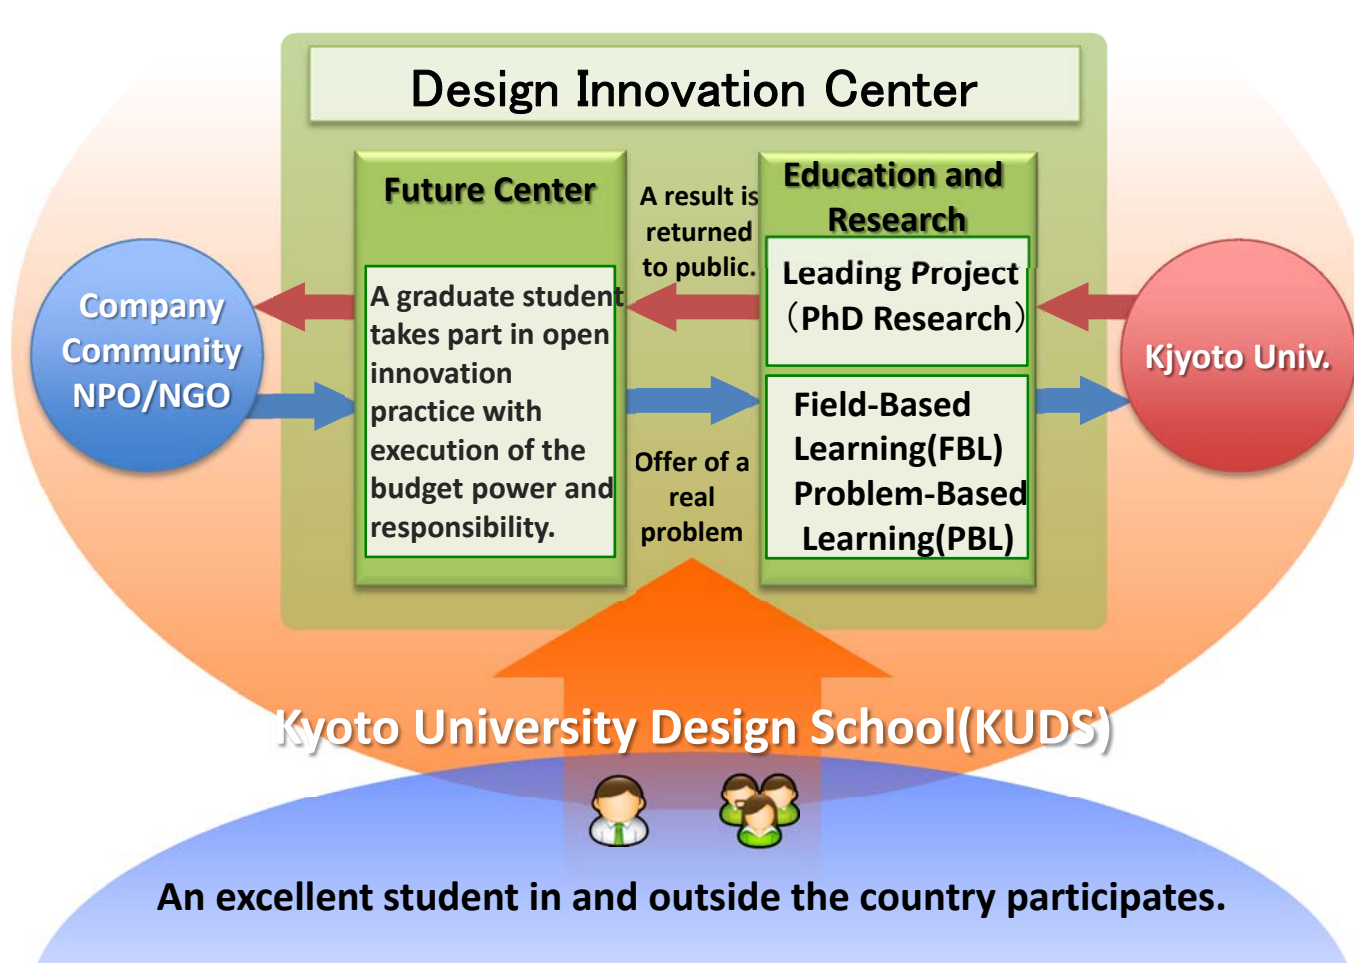 Design Innovation Center
Future Center
A graduate student
takes part in open
innovation
practice with
execution of the
budget power and
responsibility.
A result is
returned
to public.
Offer of a
real
problem
Education and
Research
Leading Project
（PhD Research）
Field-Based
Learning(FBL)
Problem-Based
Learning(PBL)
Company
Community
NPO/NGO
Kjyoto Univ.
Kyoto University Design School(KUDS)
An excellent student in and outside the country participates.